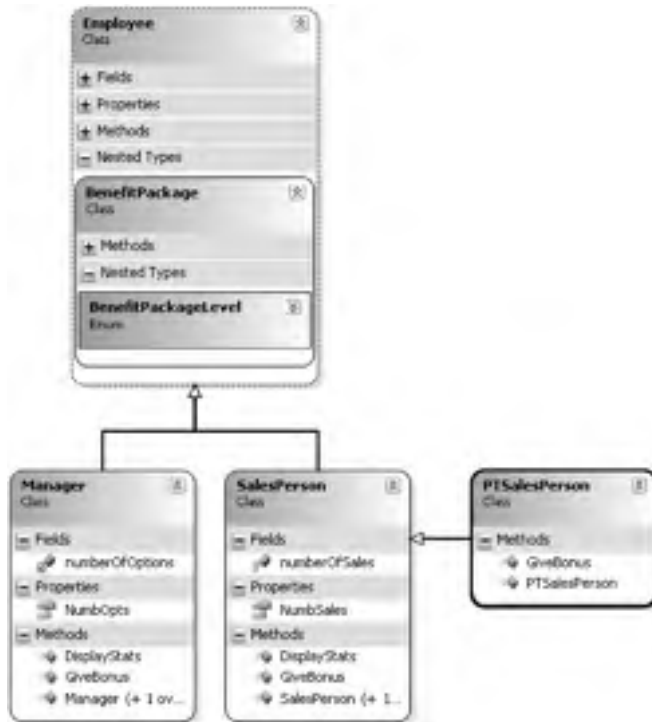 Employee
Class
Fields
Properties
Methods
Nested Types
BenefitPackage
Class
Methods
Nested Types
BenefitPackageLevel
Enum
Manager
Class
Fields
numberOfOptions
Properties
NumbOpts
Methods
DisplayStats
GiveBonus
Manager (+ 1 ov...
SalesPerson
Class
Fields
numberOfSales
Properties
NumbSales
Methods
DisplayStats
GiveBonus
SalesPerson (+ 1...
PTSalesPerson
Class
Methods
GiveBonus
PTSalesPerson